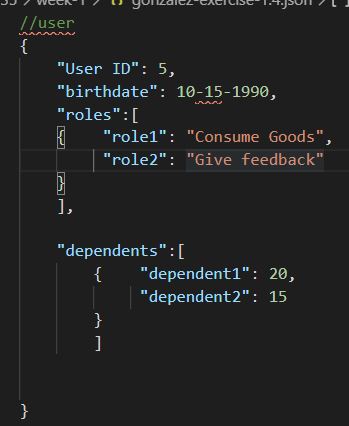 35 / week-1 / {} gonzalez-exercise-1.4.json / [ ]
//user
{
"User ID": 5,
"birthdate": 10-15-1990,
"roles":[
{ "role1": "Consume Goods",
"role2": "Give feedback"
}
],
"dependents":[
{ "dependent1": 20,
"dependent2": 15
}
]
}